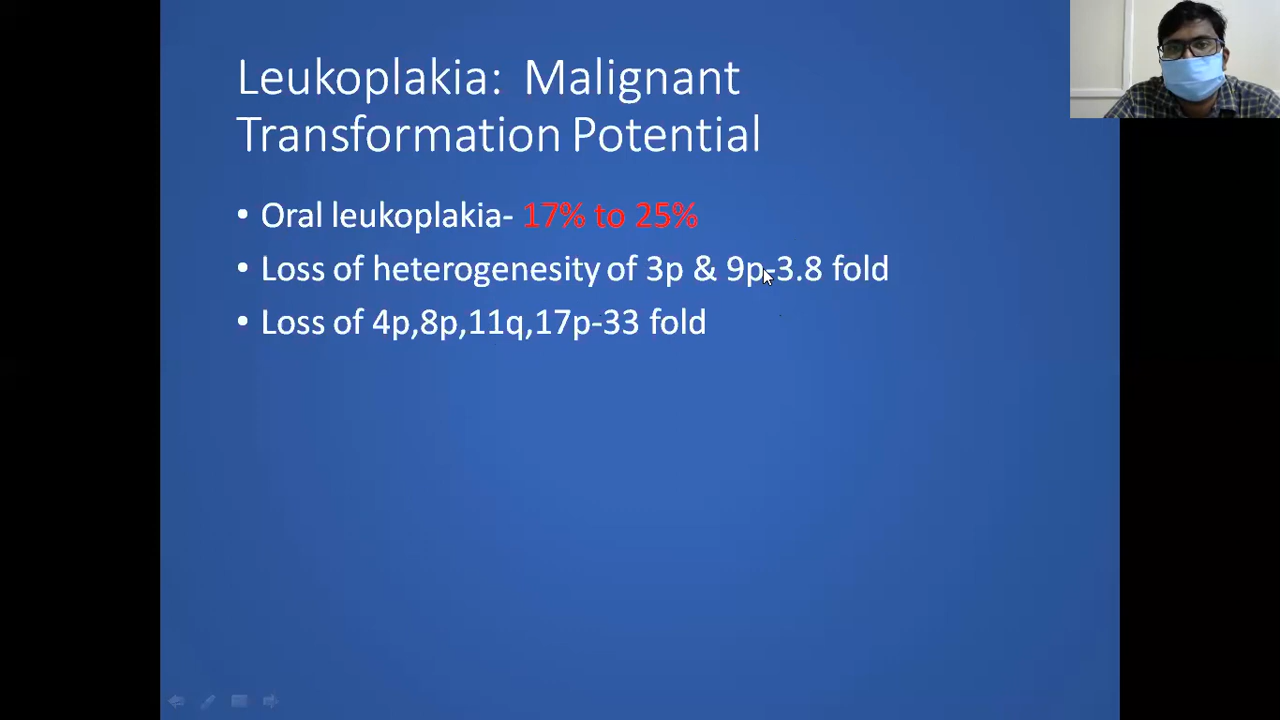 Leukoplakia: Malignant
Transformation Potential
• Oral leukoplakia- 17% to 25%
• Loss of heterogenesity of 3p & 9p-3.8 fold
• Loss of 4p,8p,11q,17p-33 fold